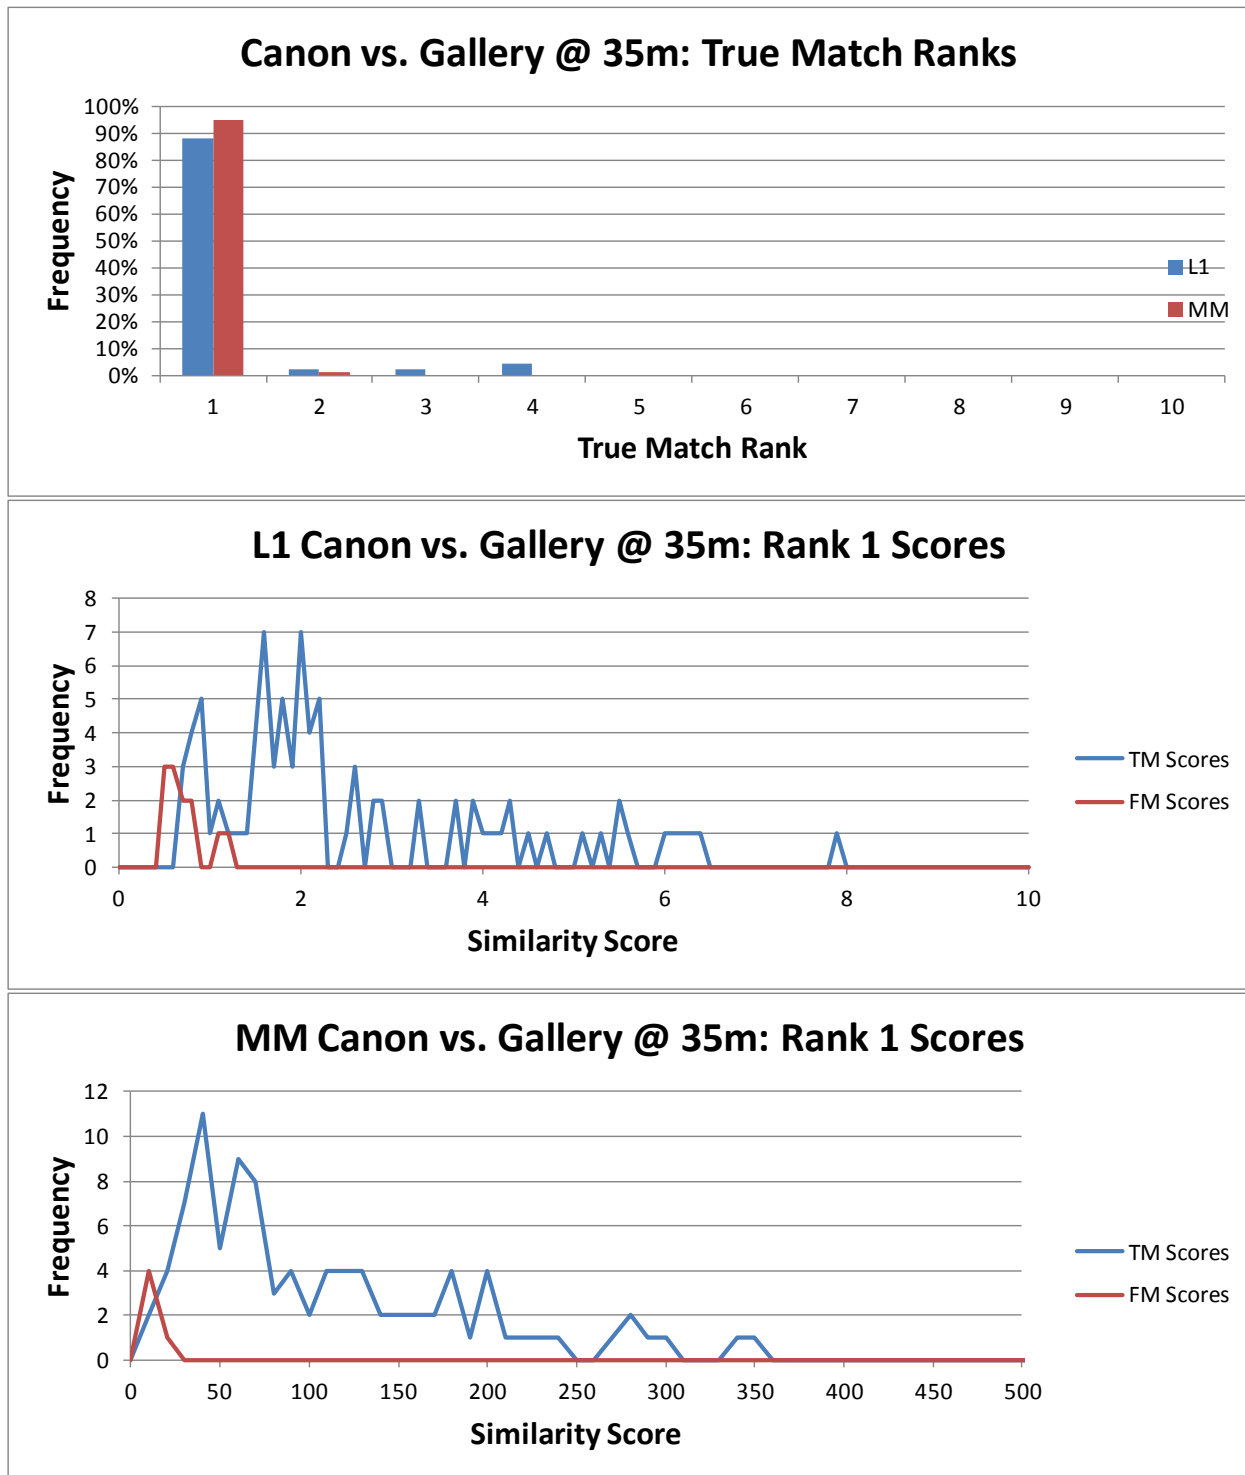 Canon vs. Gallery @ 35m: True Match Ranks
100%
90%
80%
70%
60%
50%
40%
30%
20%
10%
0%
Frequency
L1
MM
1 2 3 4 5 6 7 8 9 10
True Match Rank
L1 Canon vs. Gallery @ 35m: Rank 1 Scores
8
7
6
5
4
3
2
1
0
Frequency
TM Scores
FM Scores
0 2 4 6 8 10
Similarity Score
MM Canon vs. Gallery @ 35m: Rank 1 Scores
12
10
8
6
4
2
0
Frequency
TM Scores
FM Scores
0 50 100 150 200 250 300 350 400 450 500
Similarity Score